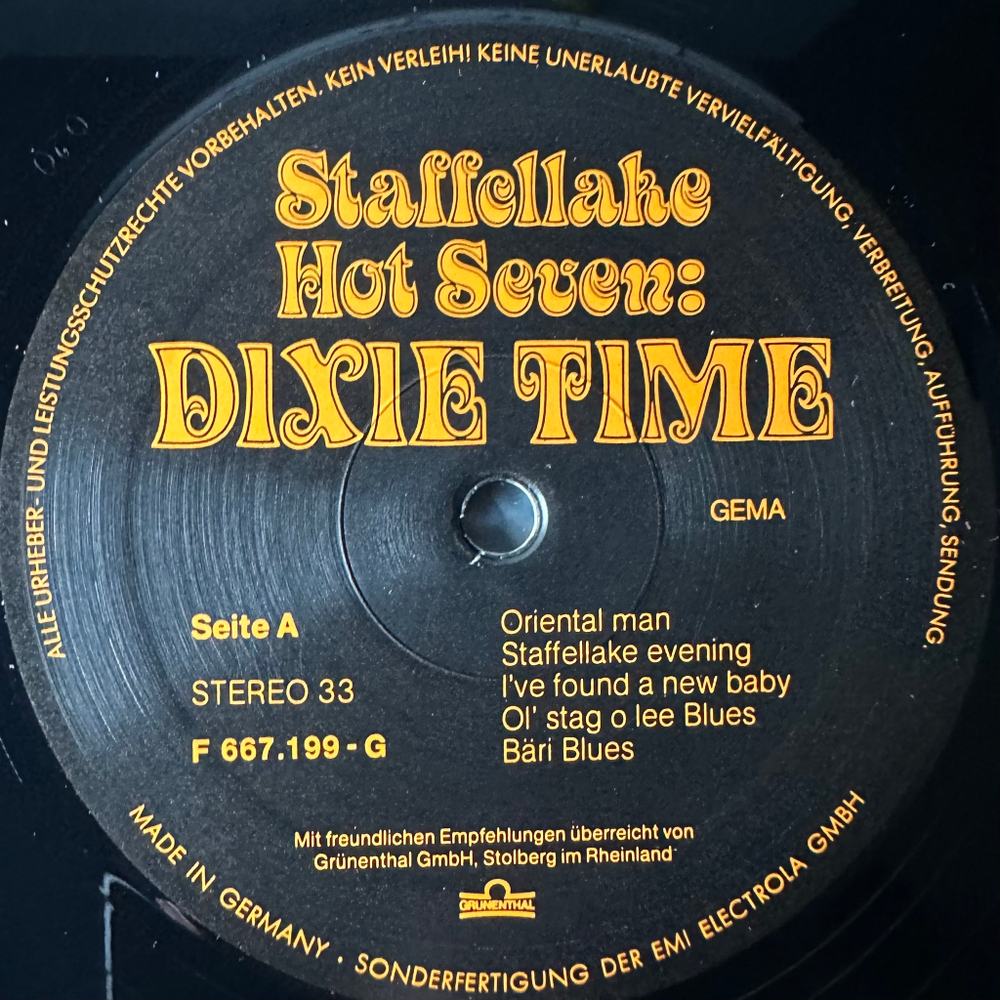 ALLE URHEBER- UND LEISTUNGSSCHUTZRECHTE VORBEHALTEN. KEIN VERLEIH! KEINE UNERLAUBTE VERVIELFÄLTIGUNG, VERBREITUNG, AUFFÜHRUNG, SENDUNG.
Staffellake
Hot Seven:
DIXIE TIME
GEMA
Seite A
STEREO 33
F 667.199 - G
Oriental man
Staffellake evening
I've found a new baby
Ol' stag o lee Blues
Bäri Blues
Mit freundlichen Empfehlungen überreicht von
Grünenthal GmbH, Stolberg im Rheinland
GRÜNENTHAL
MADE IN GERMANY · SONDERFERTIGUNG DER EMI ELECTROLA GMBH